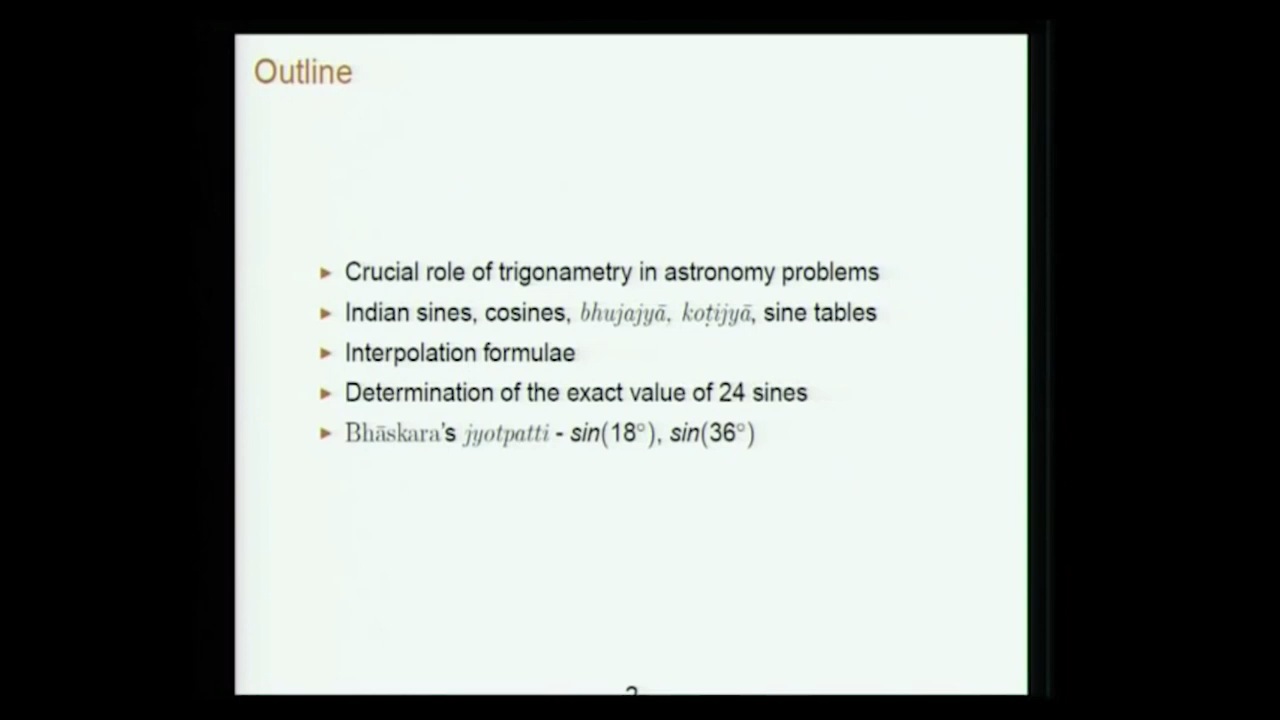 Outline
► Crucial role of trigonametry in astronomy problems
► Indian sines, cosines, bhujajyā, koṭijyā, sine tables
► Interpolation formulae
► Determination of the exact value of 24 sines
► Bhāskara's jyotpatti - sin(18°), sin(36°)